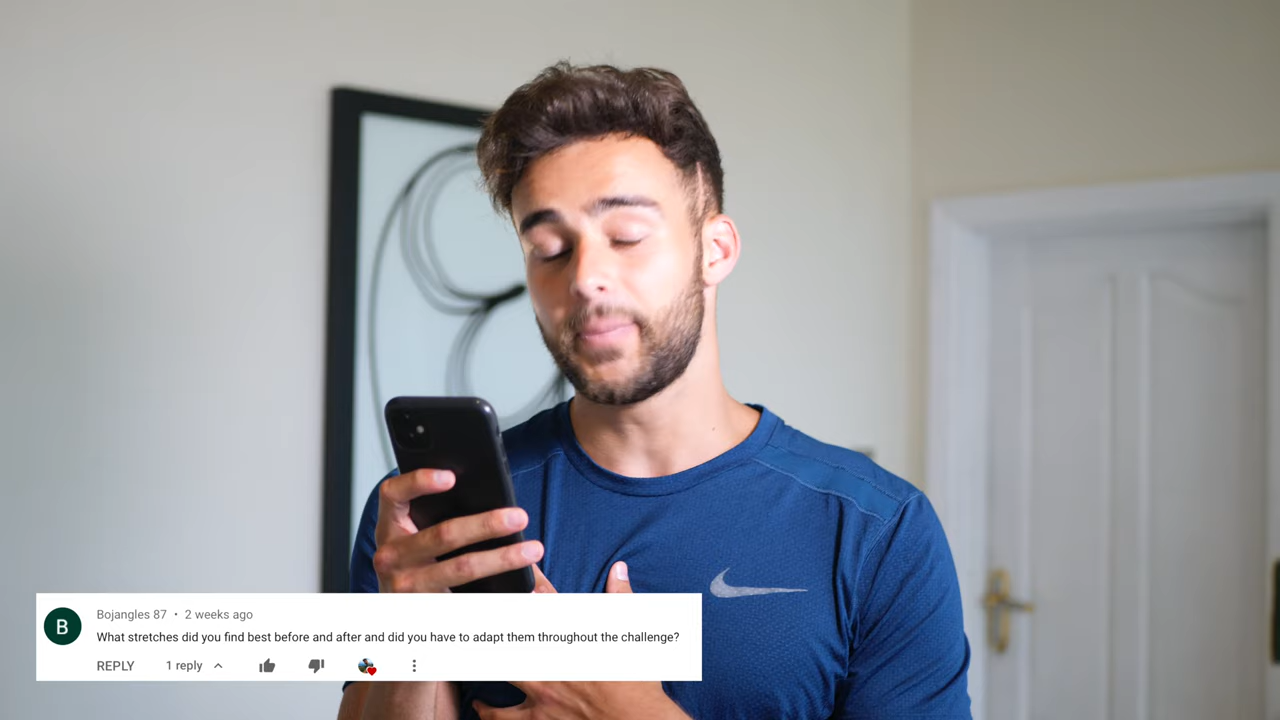 B
Bojangles 87 • 2 weeks ago
What stretches did you find best before and after and did you have to adapt them throughout the challenge?
REPLY 1 reply